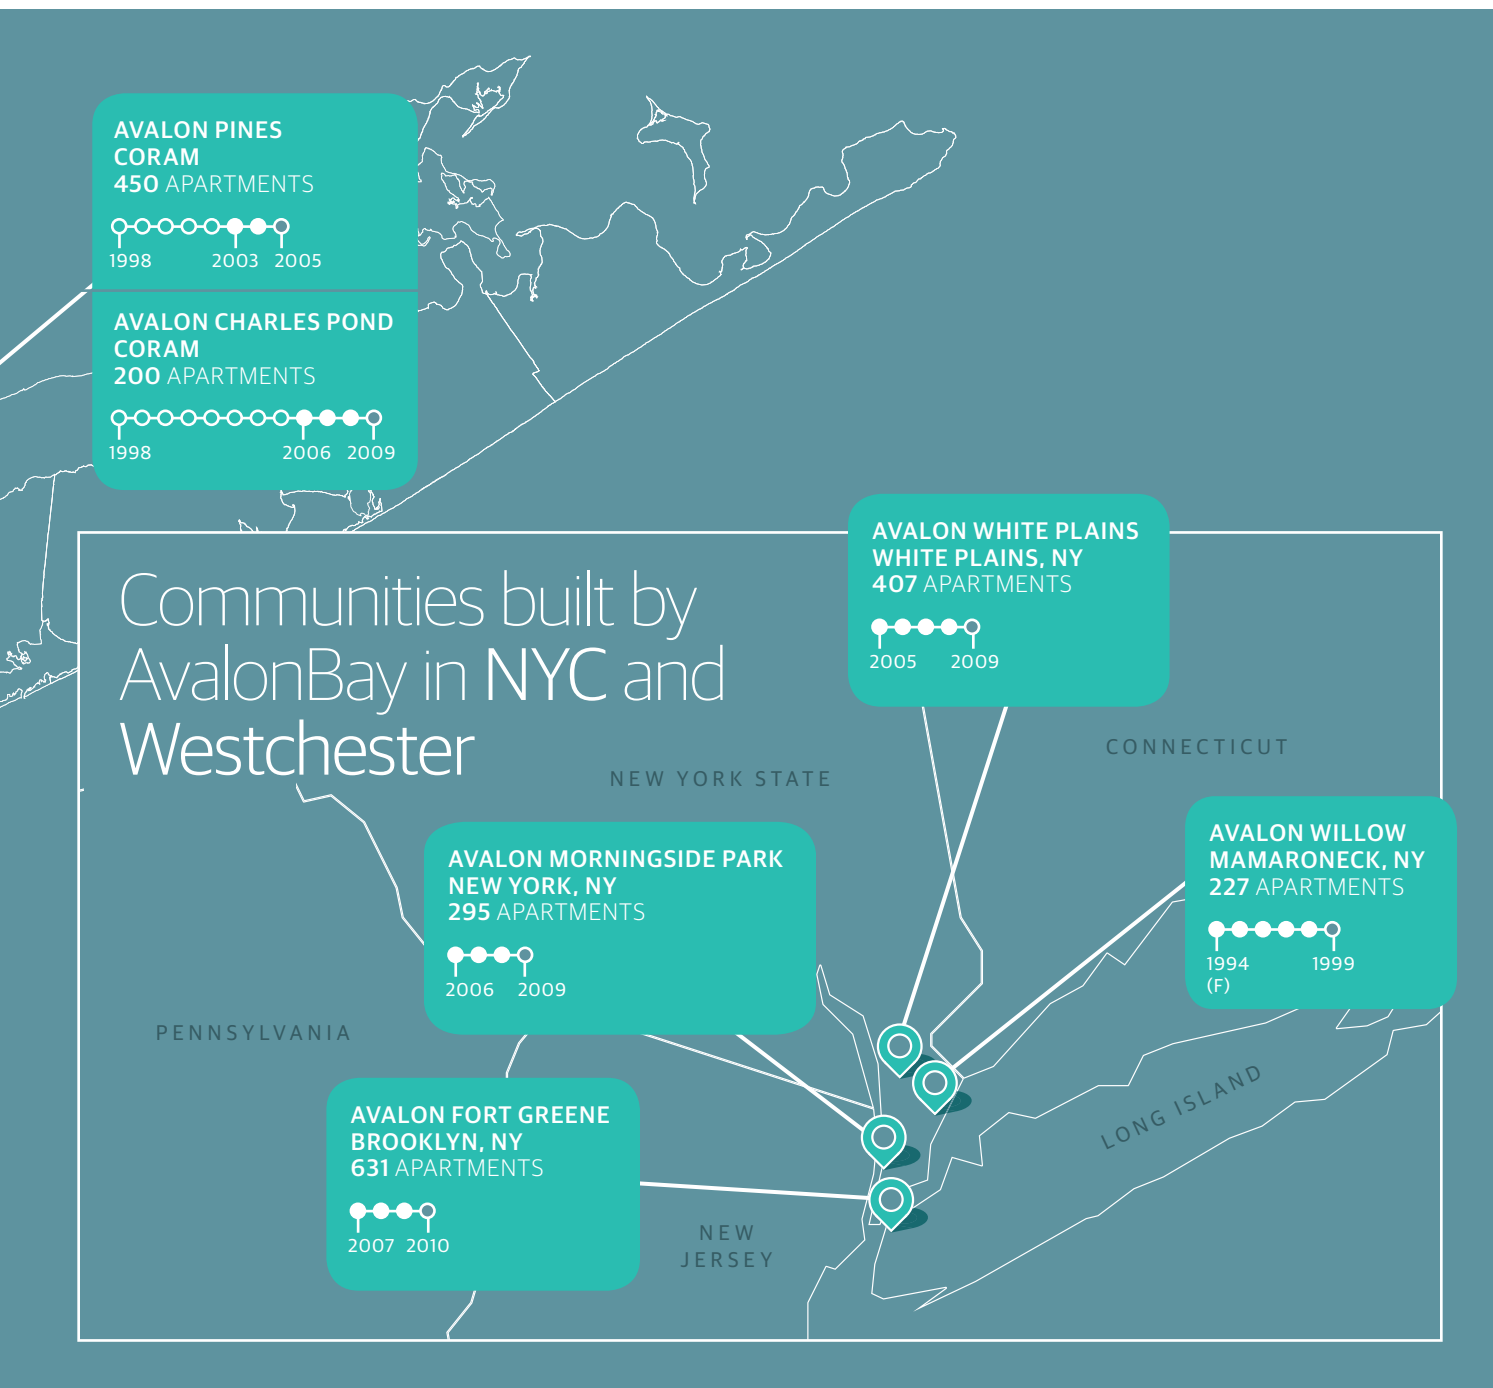 AVALON PINES
CORAM
450 APARTMENTS
1998 2003 2005
AVALON CHARLES POND
CORAM
200 APARTMENTS
1998 2006 2009
Communities built by
AvalonBay in NYC and
Westchester
AVALON WHITE PLAINS
WHITE PLAINS, NY
407 APARTMENTS
2005 2009
CONNECTICUT
NEW YORK STATE
AVALON WILLOW
MAMARONECK, NY
227 APARTMENTS
1994 1999
(F)
AVALON MORNINGSIDE PARK
NEW YORK, NY
295 APARTMENTS
2006 2009
PENNSYLVANIA
LONG ISLAND
AVALON FORT GREENE
BROOKLYN, NY
631 APARTMENTS
2007 2010
NEW
JERSEY